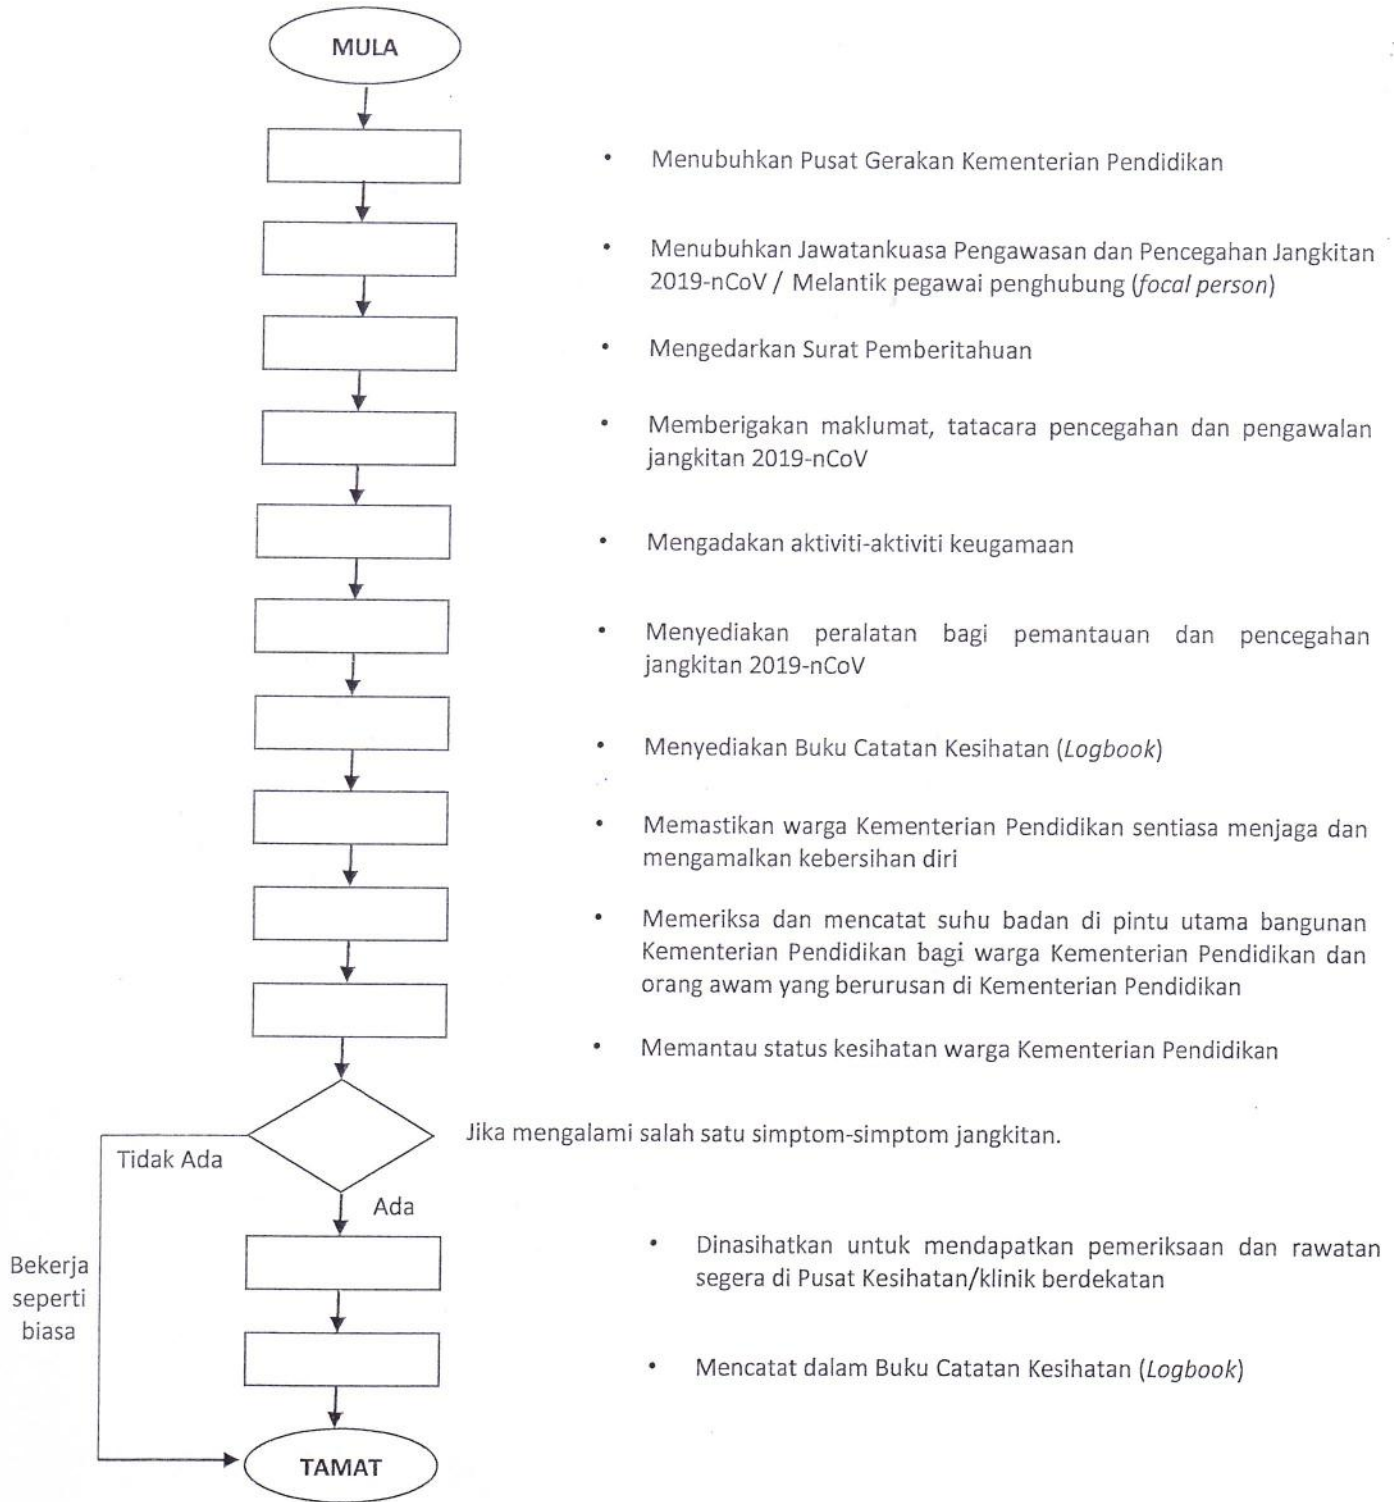 MULA
• Menubuhkan Pusat Gerakan Kementerian Pendidikan
• Menubuhkan Jawatankuasa Pengawasan dan Pencegahan Jangkitan
2019-nCoV / Melantik pegawai penghubung (focal person)
• Mengedarkan Surat Pemberitahuan
• Memberigakan maklumat, tatacara pencegahan dan pengawalan
jangkitan 2019-nCoV
• Mengadakan aktiviti-aktiviti keugamaan
• Menyediakan peralatan bagi pemantauan dan pencegahan
jangkitan 2019-nCoV
• Menyediakan Buku Catatan Kesihatan (Logbook)
• Memastikan warga Kementerian Pendidikan sentiasa menjaga dan
mengamalkan kebersihan diri
• Memeriksa dan mencatat suhu badan di pintu utama bangunan
Kementerian Pendidikan bagi warga Kementerian Pendidikan dan
orang awam yang berurusan di Kementerian Pendidikan
• Memantau status kesihatan warga Kementerian Pendidikan
Jika mengalami salah satu simptom-simptom jangkitan.
Tidak Ada
Ada
• Dinasihatkan untuk mendapatkan pemeriksaan dan rawatan
segera di Pusat Kesihatan/klinik berdekatan
Bekerja
seperti
biasa
• Mencatat dalam Buku Catatan Kesihatan (Logbook)
TAMAT